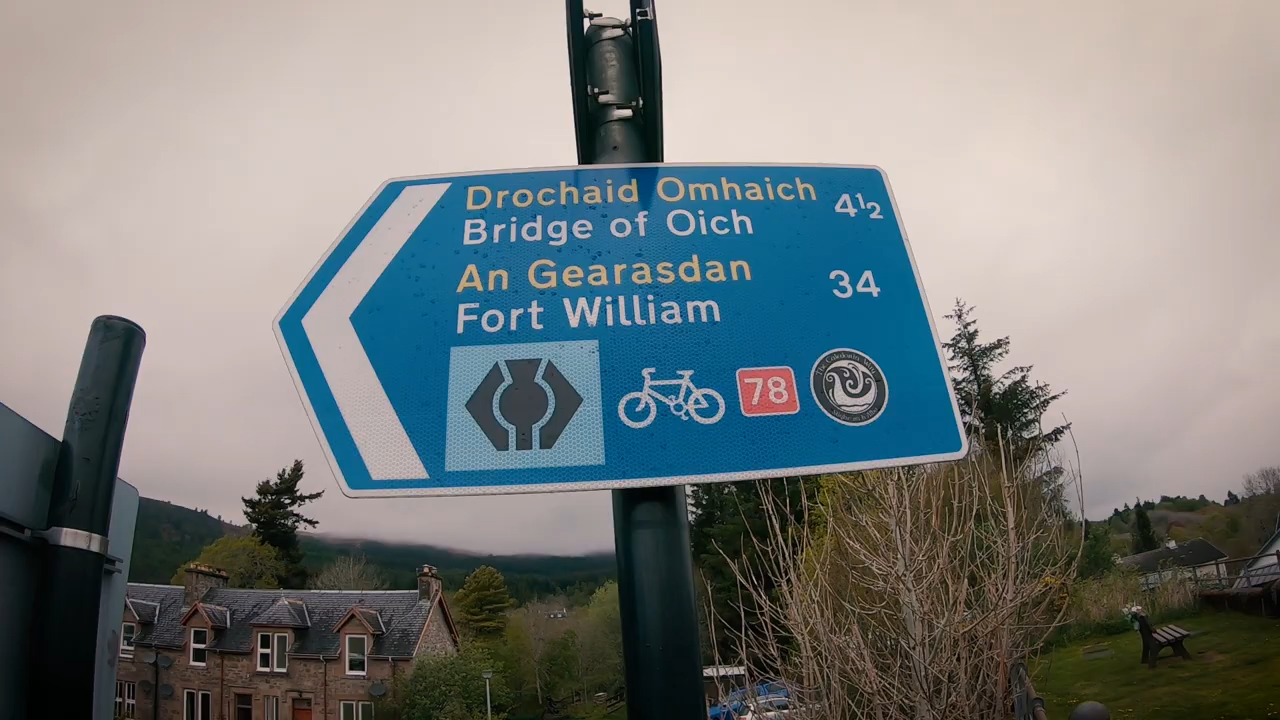 Drochaid Omhaich 4½
Bridge of Oich
An Gearasdan 34
Fort William
78